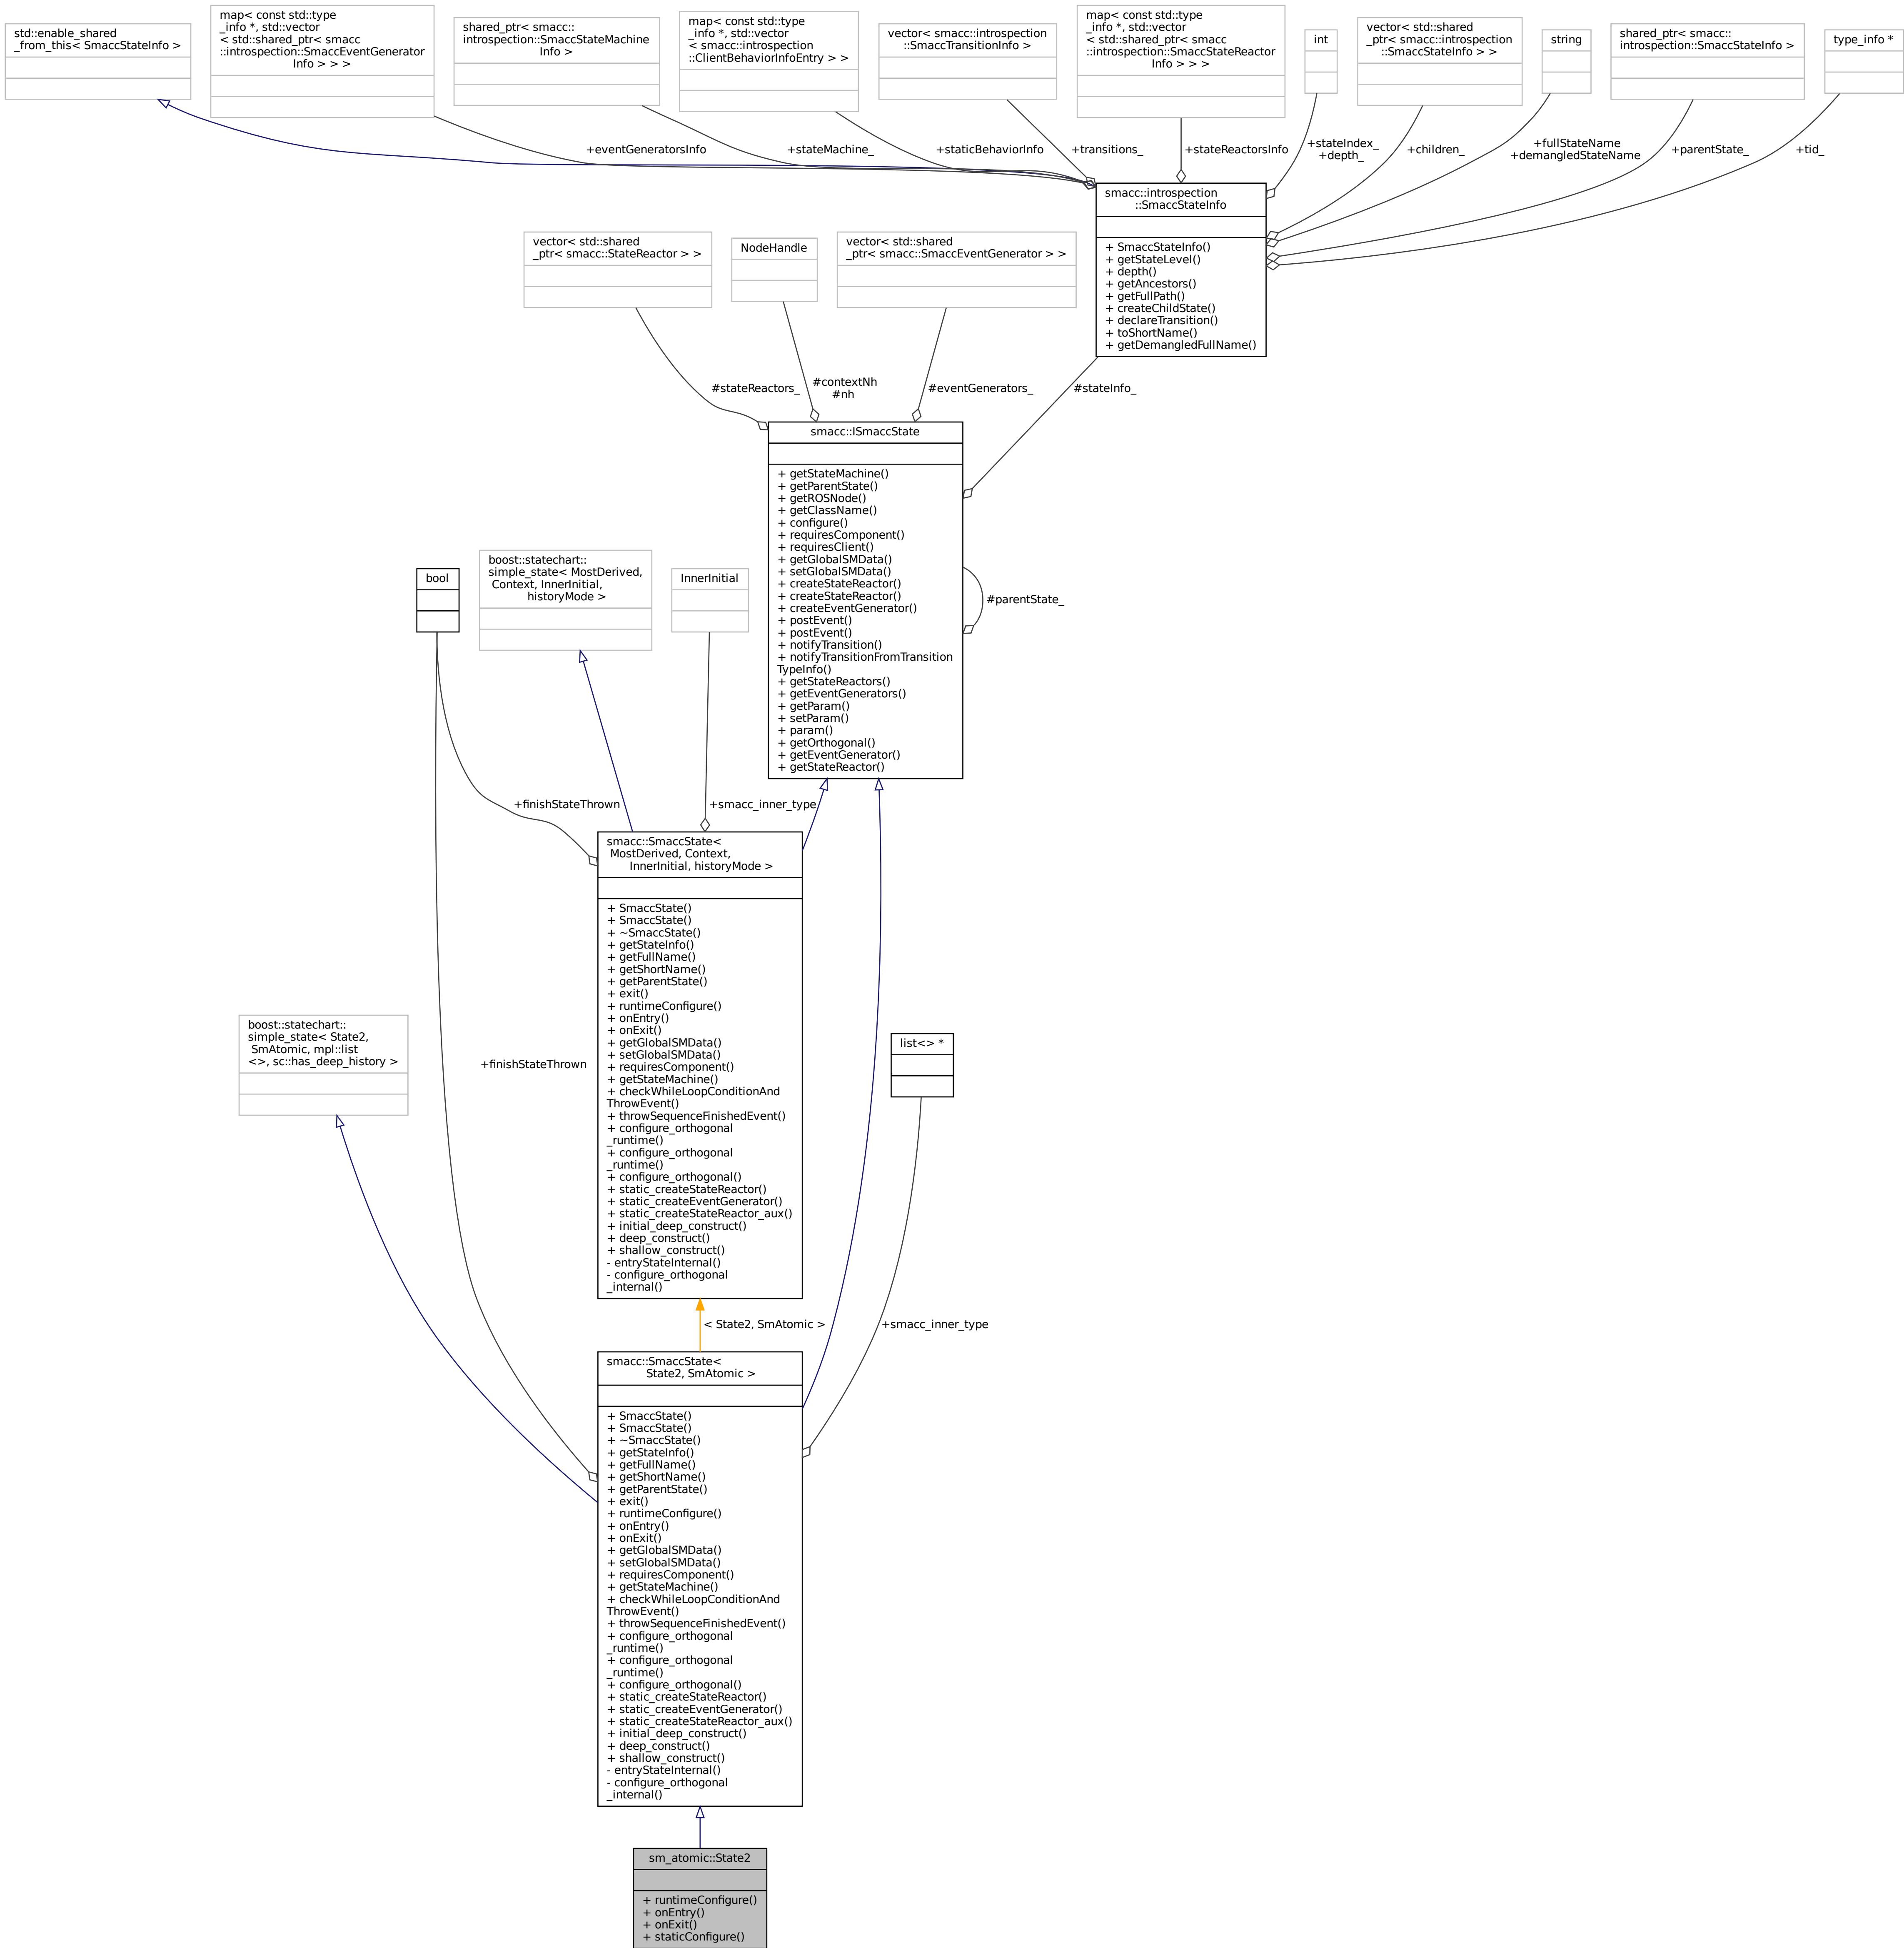 std::enable_shared
_from_this< SmaccStateInfo >
map< const std::type
_info *, std::vector
< std::shared_ptr< smacc
::introspection::SmaccEventGenerator
Info > > >
shared_ptr< smacc::
introspection::SmaccStateMachine
Info >
map< const std::type
_info *, std::vector
< smacc::introspection
::ClientBehaviorInfoEntry > >
vector< smacc::introspection
::SmaccTransitionInfo >
map< const std::type
_info *, std::vector
< std::shared_ptr< smacc
::introspection::SmaccStateReactor
Info > > >
int
vector< std::shared
_ptr< smacc::introspection
::SmaccStateInfo > >
string
shared_ptr< smacc::
introspection::SmaccStateInfo >
type_info *
+eventGeneratorsInfo
+stateMachine_
+staticBehaviorInfo
+transitions_
+stateReactorsInfo
+stateIndex_
+depth_
+children_
+fullStateName
+demangledStateName
+parentState_
+tid_
smacc::introspection
::SmaccStateInfo
+ SmaccStateInfo()
+ getStateLevel()
+ depth()
+ getAncestors()
+ getFullPath()
+ createChildState()
+ declareTransition()
+ toShortName()
+ getDemangledFullName()
vector< std::shared
_ptr< smacc::StateReactor > >
NodeHandle
vector< std::shared
_ptr< smacc::SmaccEventGenerator > >
#stateReactors_
#contextNh
#nh
#eventGenerators_
#stateInfo_
smacc::ISmaccState
+ getStateMachine()
+ getParentState()
+ getROSNode()
+ getClassName()
+ configure()
+ requiresComponent()
+ requiresClient()
+ getGlobalSMData()
+ setGlobalSMData()
+ createStateReactor()
+ createStateReactor()
+ createEventGenerator()
+ postEvent()
+ postEvent()
+ notifyTransition()
+ notifyTransitionFromTransition
TypeInfo()
+ getStateReactors()
+ getEventGenerators()
+ getParam()
+ setParam()
+ param()
+ getOrthogonal()
+ getEventGenerator()
+ getStateReactor()
#parentState_
bool
boost::statechart::
simple_state< MostDerived,
Context, InnerInitial,
historyMode >
InnerInitial
+finishStateThrown
+smacc_inner_type
smacc::SmaccState<
MostDerived, Context,
InnerInitial, historyMode >
+ SmaccState()
+ SmaccState()
+ ~SmaccState()
+ getStateInfo()
+ getFullName()
+ getShortName()
+ getParentState()
+ exit()
+ runtimeConfigure()
+ onEntry()
+ onExit()
+ getGlobalSMData()
+ setGlobalSMData()
+ requiresComponent()
+ getStateMachine()
+ checkWhileLoopConditionAnd
ThrowEvent()
+ throwSequenceFinishedEvent()
+ configure_orthogonal
_runtime()
+ configure_orthogonal
_runtime()
+ configure_orthogonal()
+ static_createStateReactor()
+ static_createEventGenerator()
+ static_createStateReactor_aux()
+ initial_deep_construct()
+ deep_construct()
+ shallow_construct()
- entryStateInternal()
- configure_orthogonal
_internal()
boost::statechart::
simple_state< State2,
SmAtomic, mpl::list
<>, sc::has_deep_history >
+finishStateThrown
list<> *
< State2, SmAtomic >
+smacc_inner_type
smacc::SmaccState<
State2, SmAtomic >
+ SmaccState()
+ SmaccState()
+ ~SmaccState()
+ getStateInfo()
+ getFullName()
+ getShortName()
+ getParentState()
+ exit()
+ runtimeConfigure()
+ onEntry()
+ onExit()
+ getGlobalSMData()
+ setGlobalSMData()
+ requiresComponent()
+ getStateMachine()
+ checkWhileLoopConditionAnd
ThrowEvent()
+ throwSequenceFinishedEvent()
+ configure_orthogonal
_runtime()
+ configure_orthogonal
_runtime()
+ configure_orthogonal()
+ static_createStateReactor()
+ static_createEventGenerator()
+ static_createStateReactor_aux()
+ initial_deep_construct()
+ deep_construct()
+ shallow_construct()
- entryStateInternal()
- configure_orthogonal
_internal()
sm_atomic::State2
+ runtimeConfigure()
+ onEntry()
+ onExit()
+ staticConfigure()